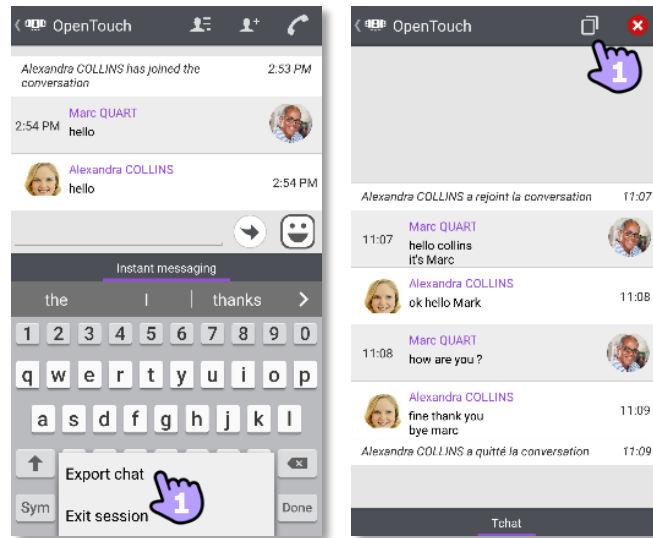 OpenTouch
Alexandra COLLINS has joined the
conversation
2:53 PM
Marc QUART
2:54 PM
hello
Alexandra COLLINS
hello
2:54 PM
Instant messaging
the I thanks
1 2 3 4 5 6 7 8 9 0
q w e r t y u i o p
a s d f g h j k l
Export chat
1
Sym
Exit session
Done
OpenTouch
1
Alexandra COLLINS a rejoint la conversation 11:07
Marc QUART
11:07
hello collins
it's Marc
Alexandra COLLINS
ok hello Mark
11:08
Marc QUART
11:08
how are you ?
Alexandra COLLINS
fine thank you
bye marc
11:09
Alexandra COLLINS a quitté la conversation 11:09
Tchat